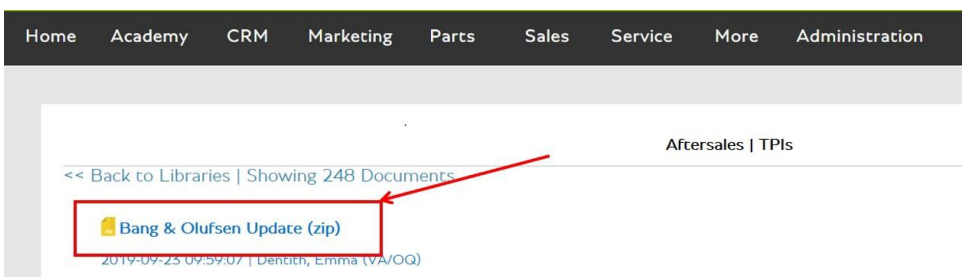 Home Academy CRM Marketing Parts Sales Service More Administration
Aftersales | TPIs
<< Back to Libraries | Showing 248 Documents
Bang & Olufsen Update (zip)
2019-09-23 09:59:07 | Dentith, Emma (VA/OQ)